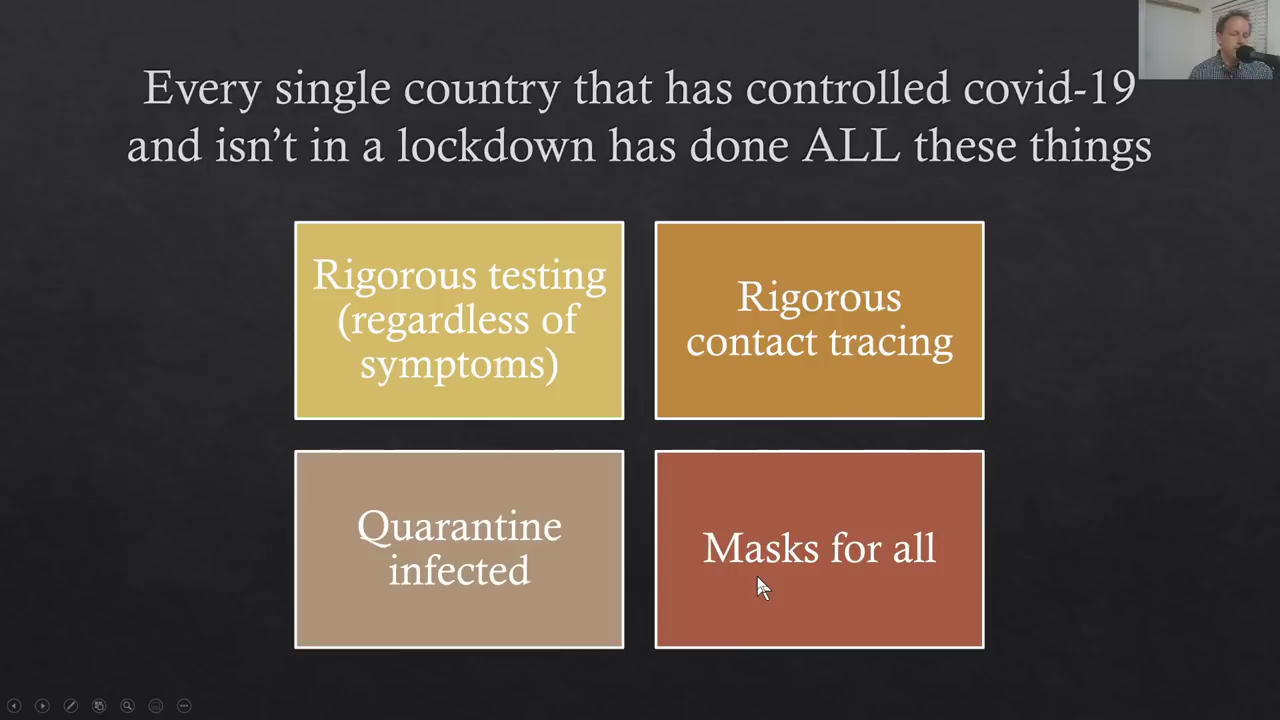 Every single country that has controlled covid-19
and isn't in a lockdown has done ALL these things
Rigorous testing
(regardless of
symptoms)
Rigorous
contact tracing
Quarantine
infected
Masks for all